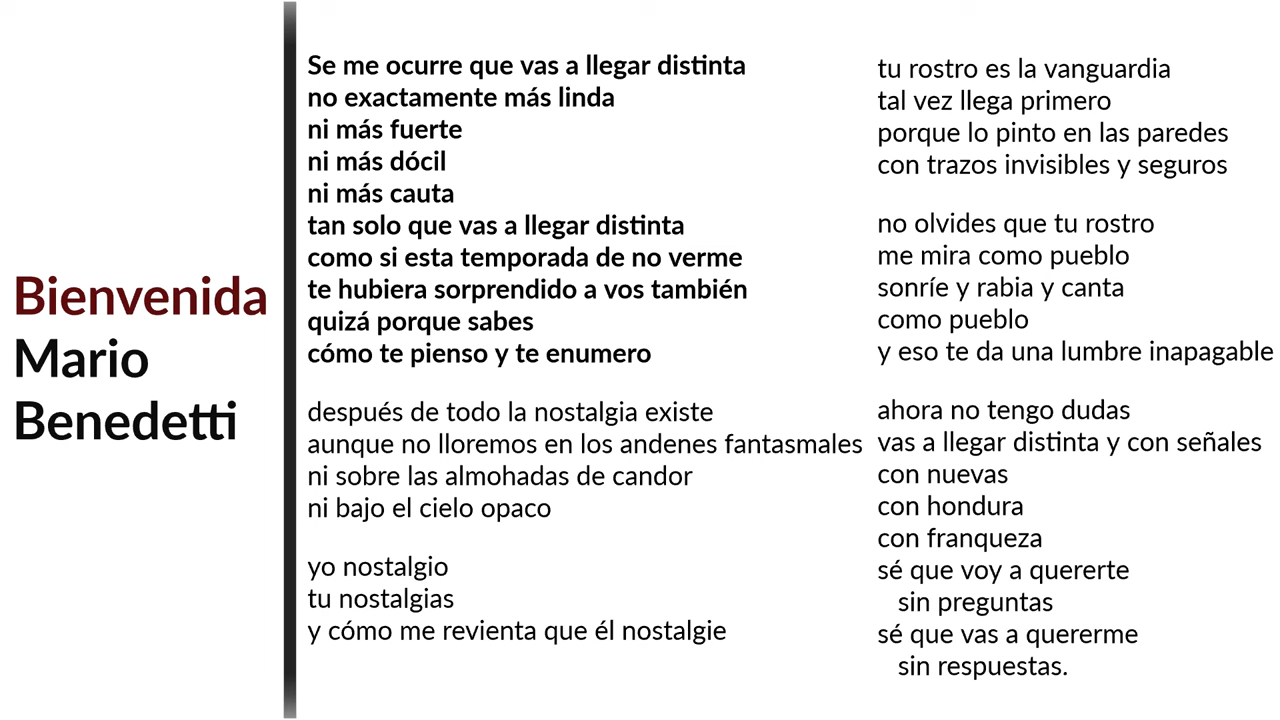 Bienvenida
Mario
Benedetti
Se me ocurre que vas a llegar distinta
no exactamente más linda
ni más fuerte
ni más dócil
ni más cauta
tan solo que vas a llegar distinta
como si esta temporada de no verme
te hubiera sorprendido a vos también
quizá porque sabes
cómo te pienso y te enumero
después de todo la nostalgia existe
aunque no lloremos en los andenes fantasmales
ni sobre las almohadas de candor
ni bajo el cielo opaco
yo nostalgio
tu nostalgias
y cómo me revienta que él nostalgie
tu rostro es la vanguardia
tal vez llega primero
porque lo pinto en las paredes
con trazos invisibles y seguros
no olvides que tu rostro
me mira como pueblo
sonríe y rabia y canta
como pueblo
y eso te da una lumbre inapagable
ahora no tengo dudas
vas a llegar distinta y con señales
con nuevas
con hondura
con franqueza
sé que voy a quererte
sin preguntas
sé que vas a quererme
sin respuestas.